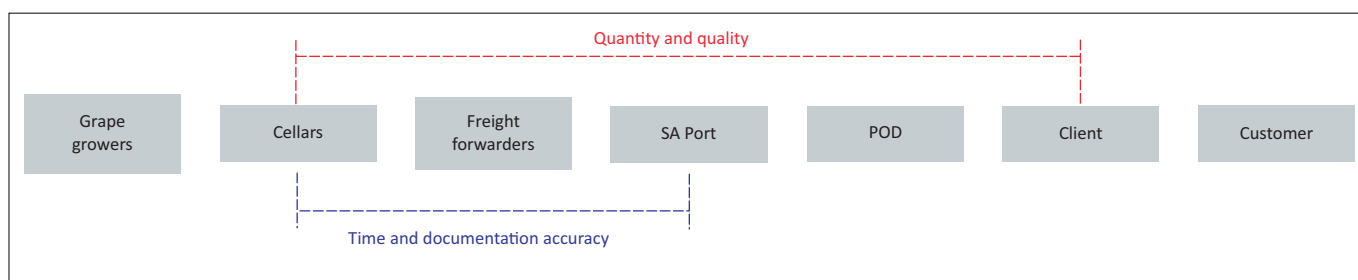 Quantity and quality
Grape
growers
Cellars
Freight
forwarders
SA Port
POD
Client
Customer
Time and documentation accuracy